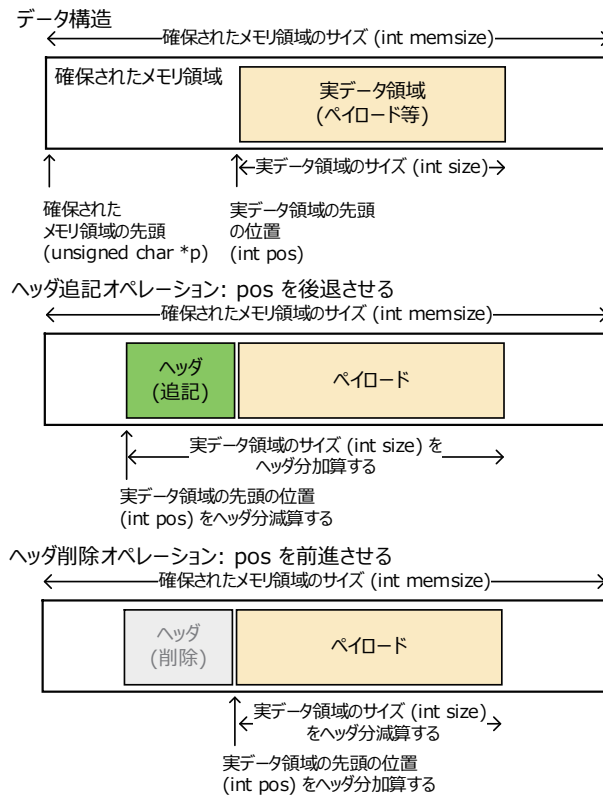 データ構造
確保されたメモリ領域のサイズ (int memsize)
確保されたメモリ領域
実データ領域
(ペイロード等)
実データ領域のサイズ (int size)
確保された
メモリ領域の先頭
(unsigned char *p)
実データ領域の先頭
の位置
(int pos)
ヘッダ追記オペレーション: pos を後退させる
確保されたメモリ領域のサイズ (int memsize)
ヘッダ
(追記)
ペイロード
実データ領域のサイズ (int size) を
ヘッダ分加算する
実データ領域の先頭の位置
(int pos) をヘッダ分減算する
ヘッダ削除オペレーション: pos を前進させる
確保されたメモリ領域のサイズ (int memsize)
ヘッダ
(削除)
ペイロード
実データ領域のサイズ (int size)
をヘッダ分減算する
実データ領域の先頭の位置
(int pos) をヘッダ分加算する